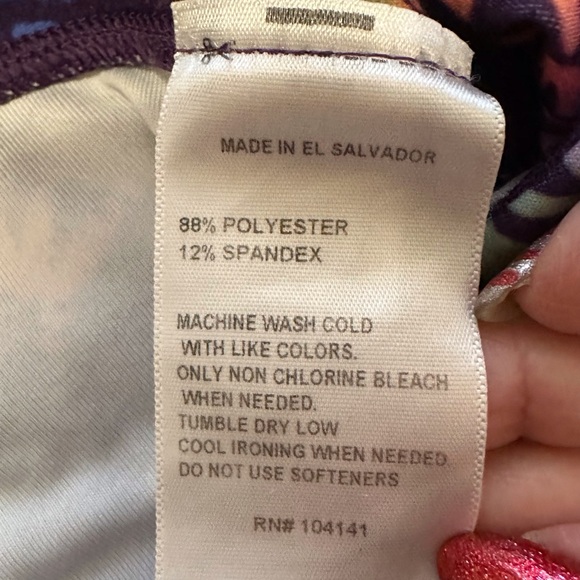 MADE IN EL SALVADOR
88% POLYESTER
12% SPANDEX
MACHINE WASH COLD
WITH LIKE COLORS.
ONLY NON CHLORINE BLEACH
WHEN NEEDED.
TUMBLE DRY LOW
COOL IRONING WHEN NEEDED
DO NOT USE SOFTENERS
RN# 104141